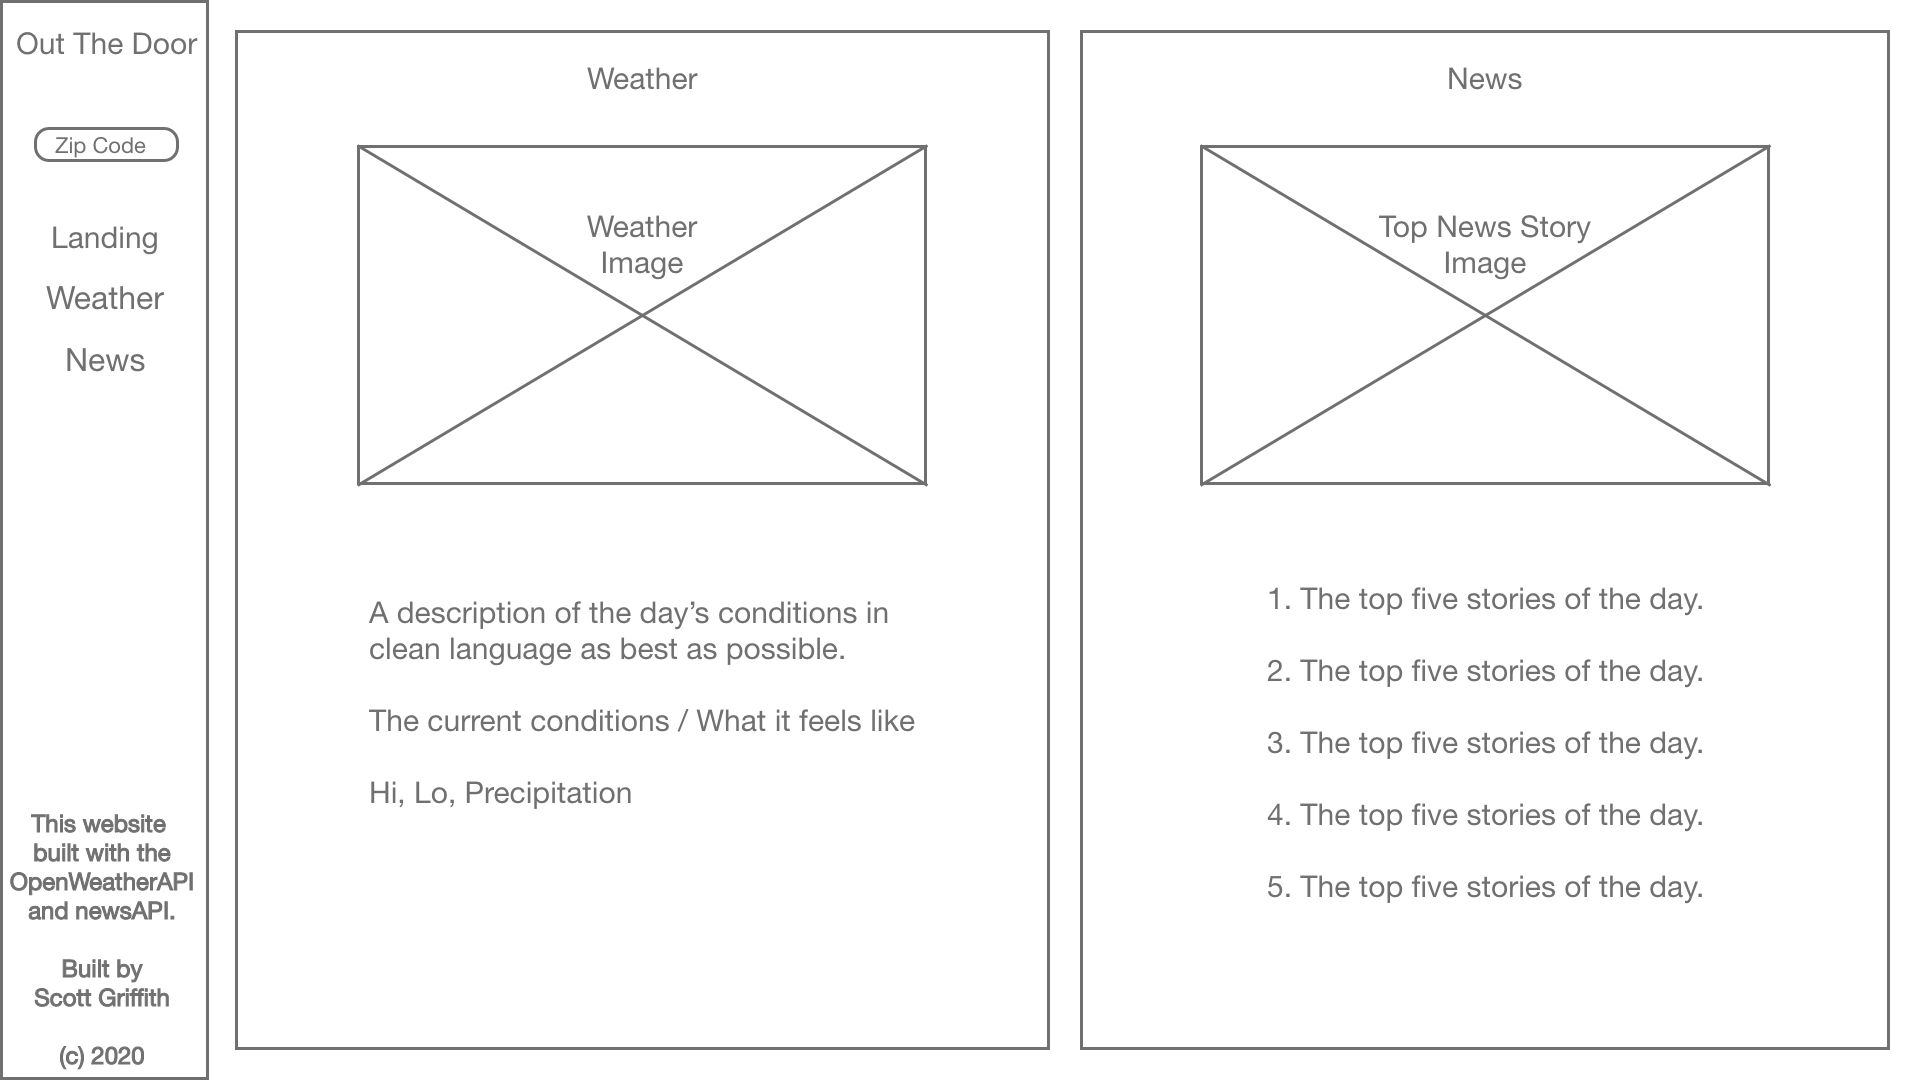 Out The Door
Zip Code
Landing
Weather
News
This website
built with the
OpenWeatherAPI
and newsAPI.
Built by
Scott Griffith
(c) 2020
Weather
Weather
Image
A description of the day’s conditions in
clean language as best as possible.
The current conditions / What it feels like
Hi, Lo, Precipitation
News
Top News Story
Image
1. The top five stories of the day.
2. The top five stories of the day.
3. The top five stories of the day.
4. The top five stories of the day.
5. The top five stories of the day.